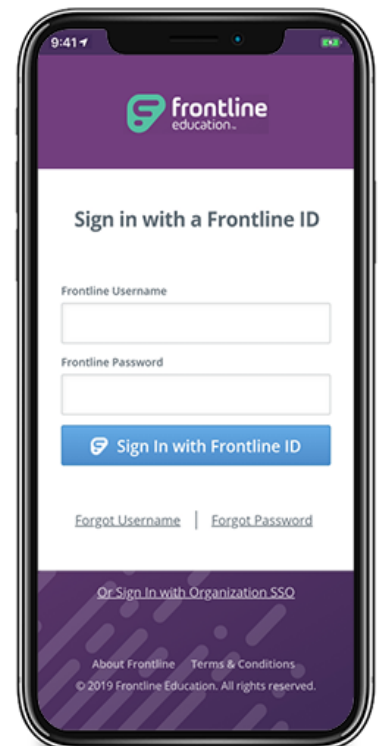 9:41
frontline
education™
Sign in with a Frontline ID
Frontline Username
Frontline Password
Sign In with Frontline ID
Forgot Username | Forgot Password
Or Sign In with Organization SSO
About Frontline Terms & Conditions
© 2019 Frontline Education. All rights reserved.